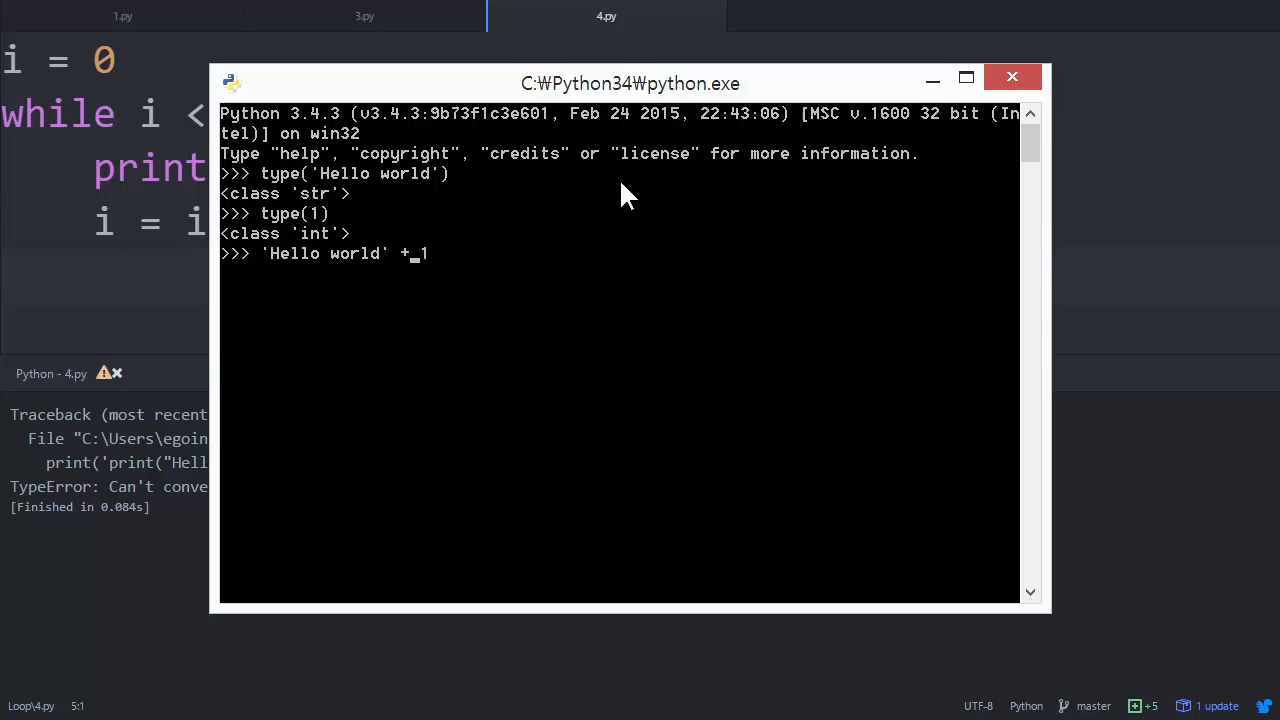 1.py
3.py
4.py
i = 0
while i <
print
i = i
C:₩Python34₩python.exe
Python 3.4.3 (v3.4.3:9b73f1c3e601, Feb 24 2015, 22:43:06) [MSC v.1600 32 bit (In
tel)] on win32
Type "help", "copyright", "credits" or "license" for more information.
>>> type('Hello world')
<class 'str'>
>>> type(1)
<class 'int'>
>>> 'Hello world' + 1
Python - 4.py
Traceback (most recent
File "C:\Users\egoin
print('print("Hell
TypeError: Can't conve
[Finished in 0.084s]
Loop\4.py 5:1 UTF-8 Python master +5 1 update